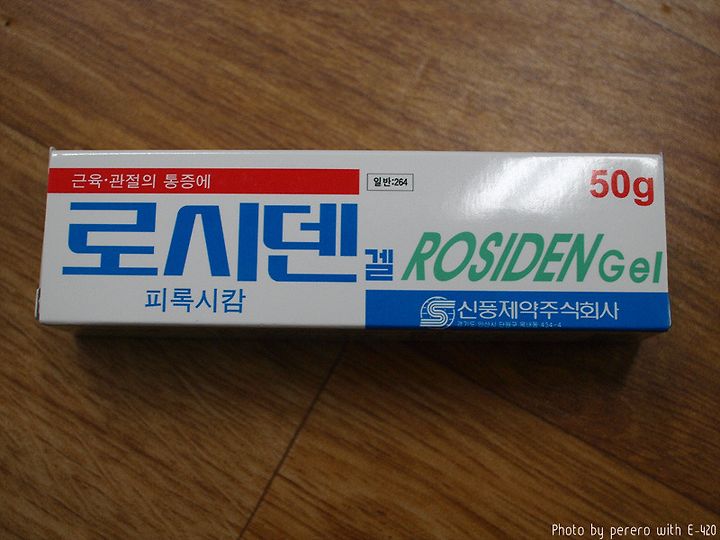 근육·관절의 통증에
일반:264
50g
로시덴 겔
ROSIDEN Gel
피록시캄
신풍제약주식회사
Photo by perero with E-420